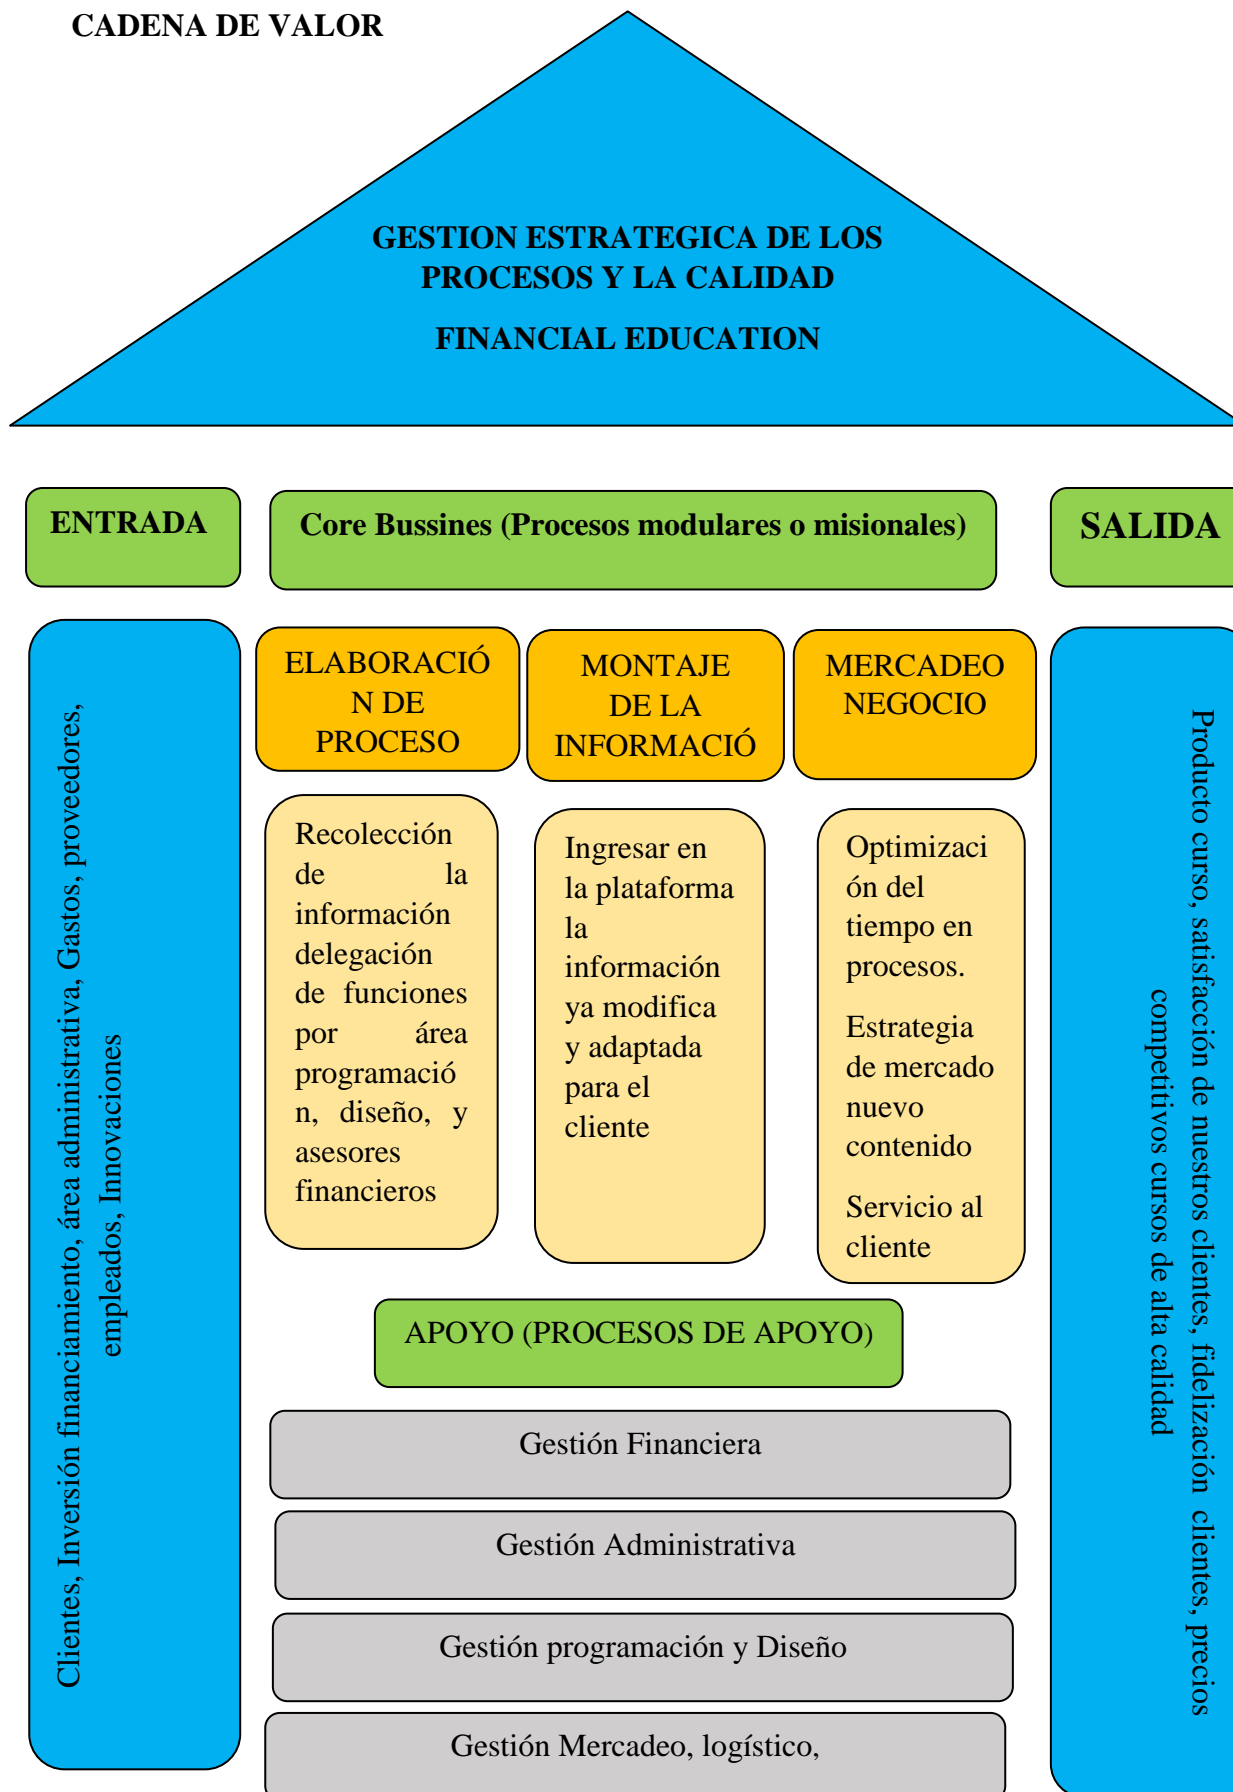 CADENA DE VALOR
GESTION ESTRATEGICA DE LOS
PROCESOS Y LA CALIDAD
FINANCIAL EDUCATION
ENTRADA
Core Bussines (Procesos modulares o misionales)
SALIDA
Clientes, Inversión financiamiento, área administrativa, Gastos, proveedores,
empleados, Innovaciones
ELABORACIÓ
N DE
PROCESO
MONTAJE
DE LA
INFORMACIÓ
MERCADEO
NEGOCIO
Recolección
de la
información
delegación
de funciones
por área
programació
n, diseño, y
asesores
financieros
Ingresar en
la plataforma
la
información
ya modifica
y adaptada
para el
cliente
Optimizaci
ón del
tiempo en
procesos.
Estrategia
de mercado
nuevo
contenido
Servicio al
cliente
Producto curso, satisfacción de nuestros clientes, fidelización clientes, precios
competitivos cursos de alta calidad
APOYO (PROCESOS DE APOYO)
Gestión Financiera
Gestión Administrativa
Gestión programación y Diseño
Gestión Mercadeo, logístico,